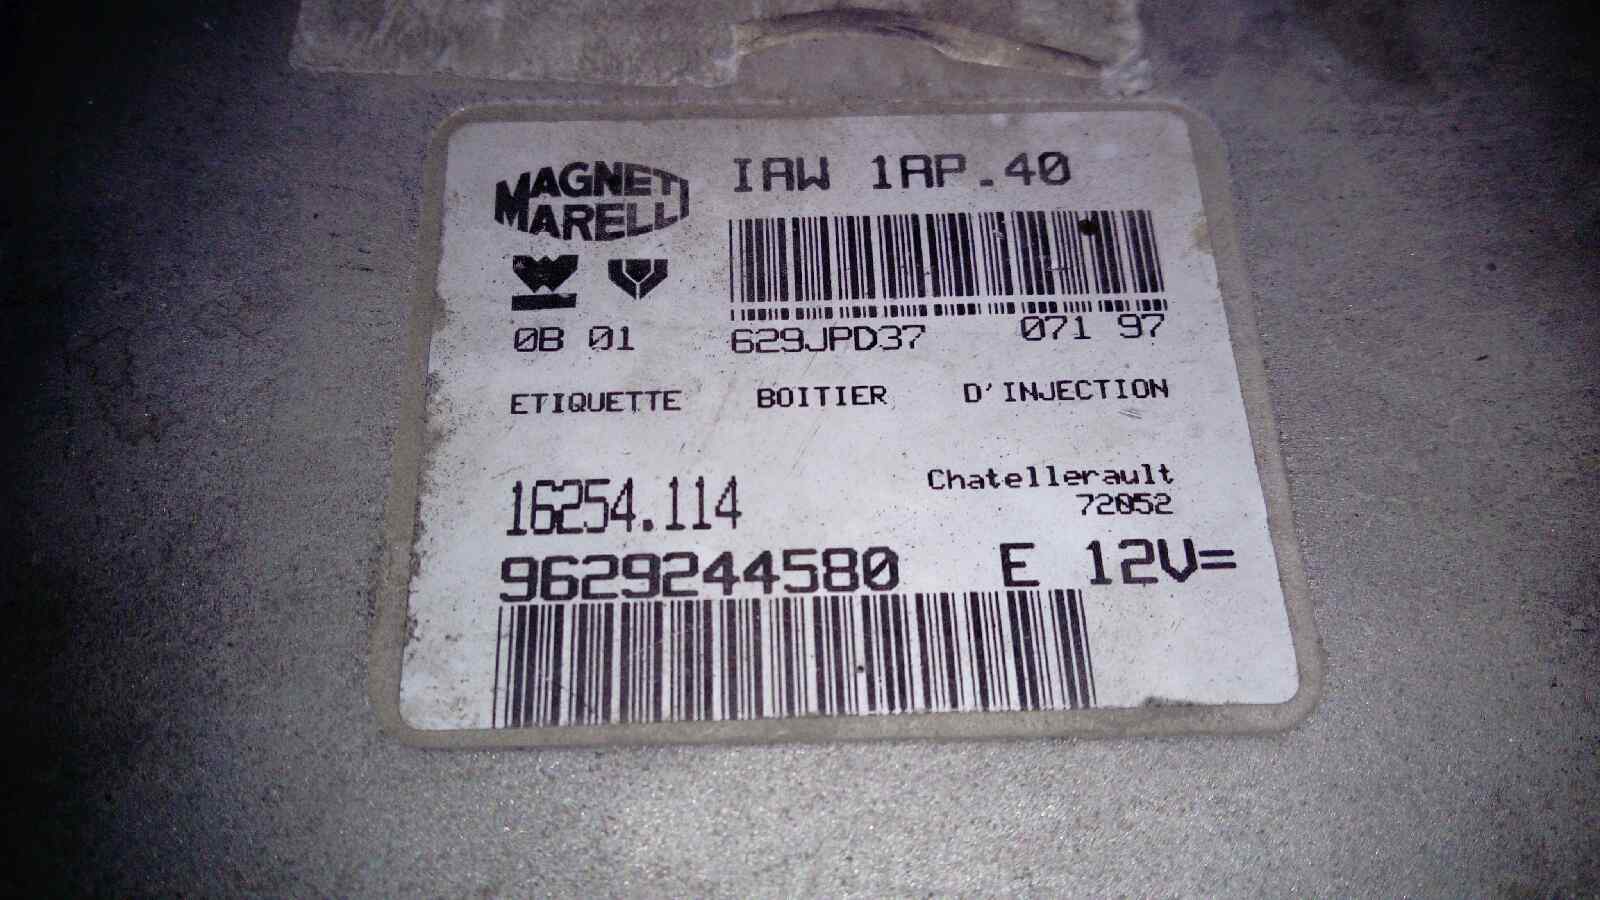 MAGNETI MARELLI
IAW 1AP.40
0B 01
629JPD37 071 97
ETIQUETTE BOITIER D'INJECTION
Chatellerault
72052
16254.114
9629244580 E 12V=